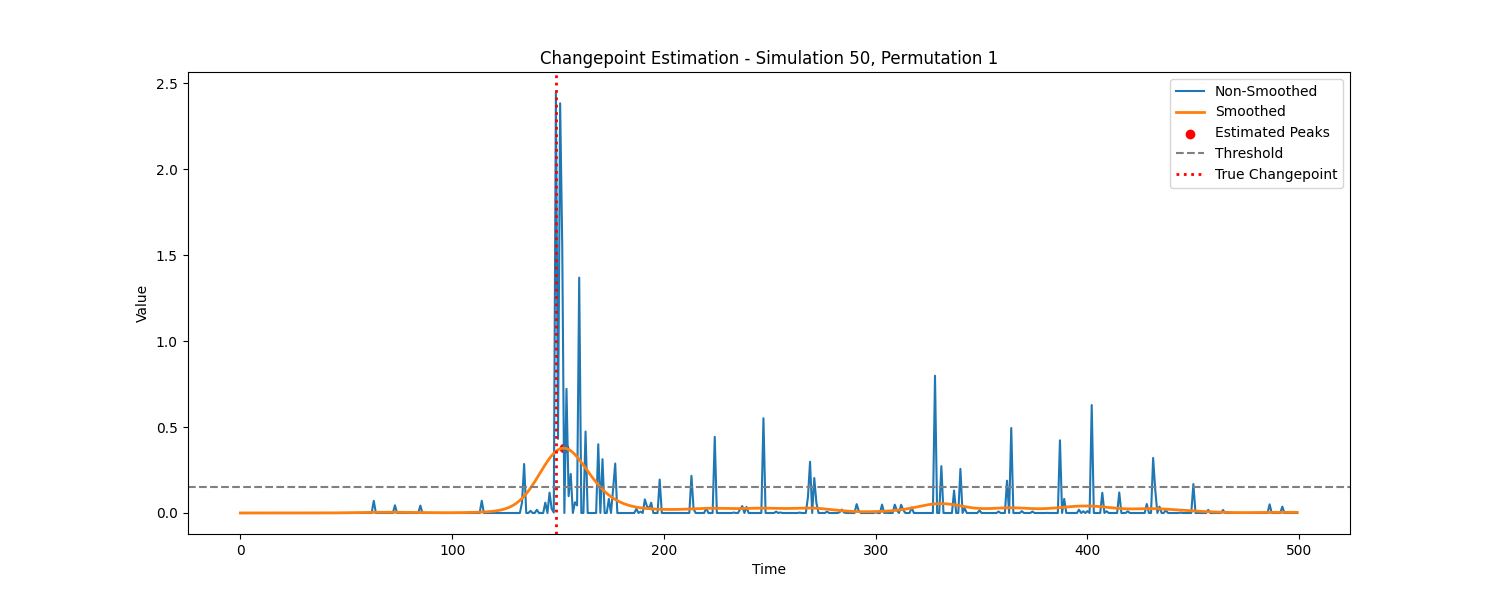 Changepoint Estimation - Simulation 50, Permutation 1
2.5
2.0
1.5
1.0
0.5
0.0
Value
0 100 200 300 400 500
Time
Non-Smoothed
Smoothed
Estimated Peaks
Threshold
True Changepoint